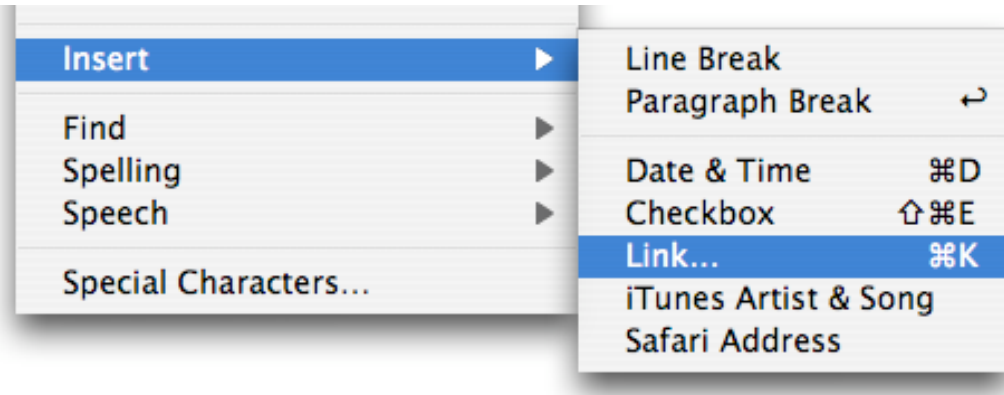 Insert
Find
Spelling
Speech
Special Characters...
Line Break
Paragraph Break ↩
Date & Time ⌘D
Checkbox ⇧⌘E
Link... ⌘K
iTunes Artist & Song
Safari Address